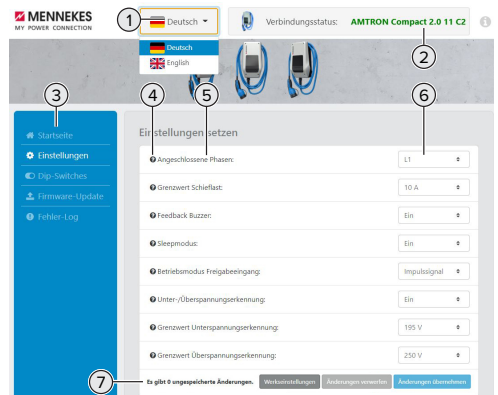 MENNEKES
MY POWER CONNECTION
1
Deutsch
Verbindungsstatus: AMTRON Compact 2.0 11 C2
Deutsch
English
2
3
4
5
6
Startseite
Einstellungen
Dip-Switches
Firmware-Update
Fehler-Log
Einstellungen setzen
Angeschlossene Phasen: L1
Grenzwert Schieflast: 10 A
Feedback Buzzer: Ein
Sleepmodus: Ein
Betriebsmodus Freigabeeingang: Impulssignal
Unter-/Überspannungserkennung: Ein
Grenzwert Unterspannungserkennung: 195 V
Grenzwert Überspannungserkennung: 250 V
7
Es gibt 0 ungespeicherte Änderungen. Werkseinstellungen Änderungen verwerfen Änderungen übernehmen